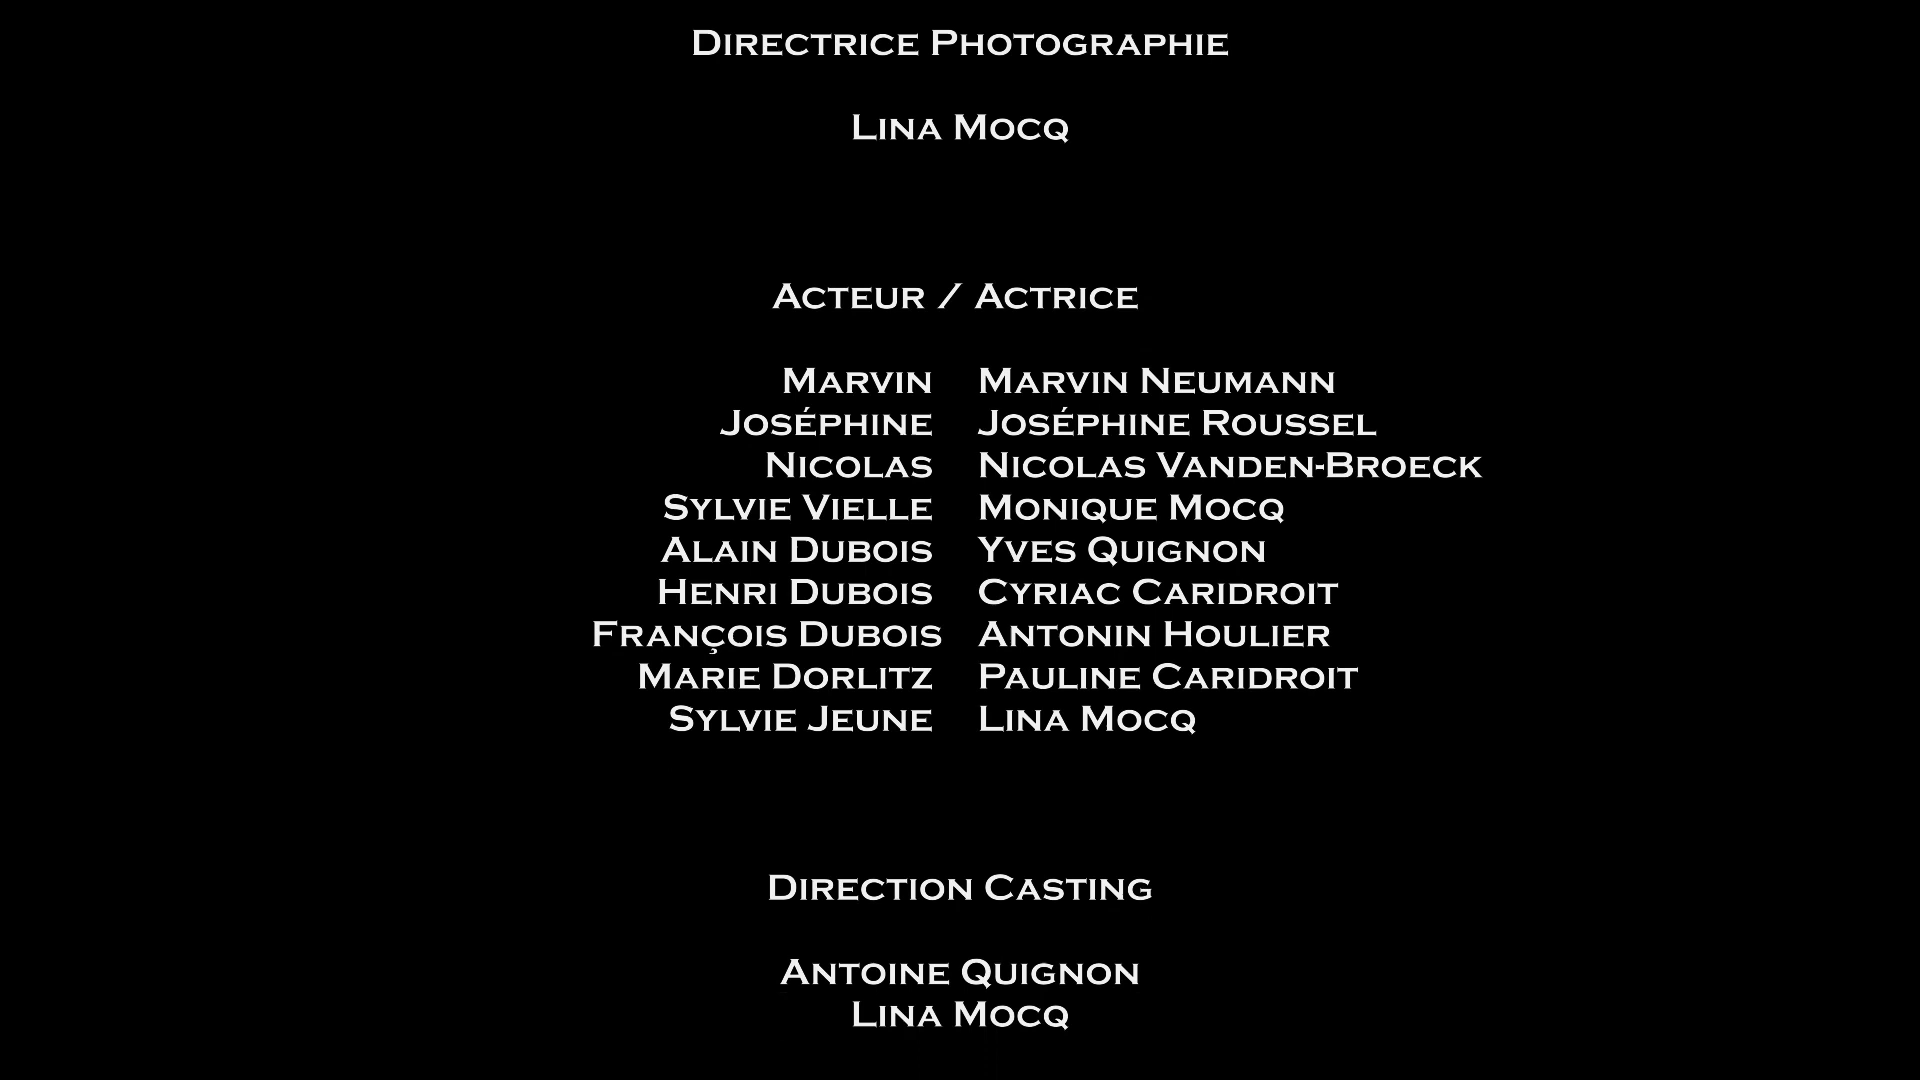 Directrice Photographie
Lina Mocq
Acteur / Actrice
Marvin Marvin Neumann
Joséphine Joséphine Roussel
Nicolas Nicolas Vanden-Broeck
Sylvie Vielle Monique Mocq
Alain Dubois Yves Quignon
Henri Dubois Cyriac Caridroit
François Dubois Antonin Houlier
Marie Dorlitz Pauline Caridroit
Sylvie Jeune Lina Mocq
Direction Casting
Antoine Quignon
Lina Mocq